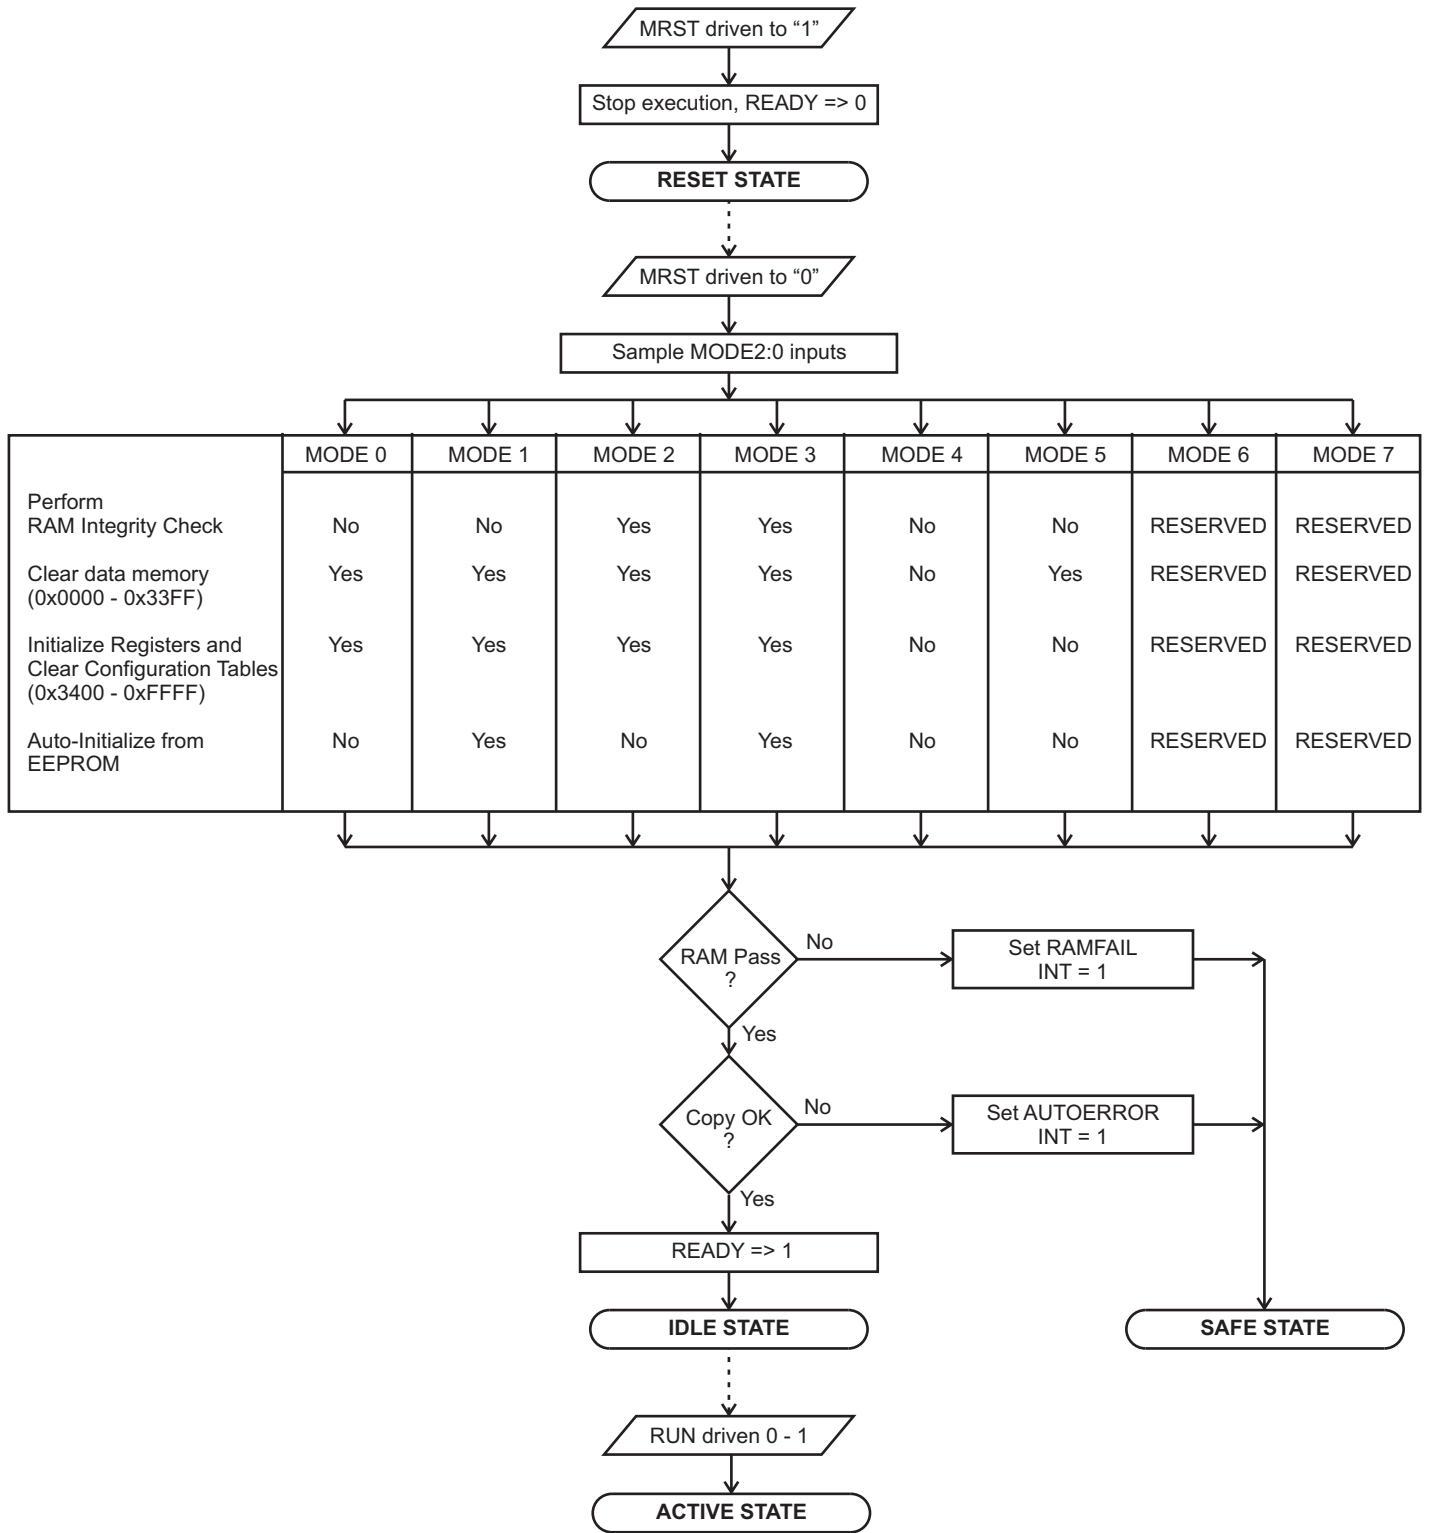 MRST driven to “1”
Stop execution, READY => 0
RESET STATE
MRST driven to “0”
Sample MODE2:0 inputs
MODE 0 MODE 1 MODE 2 MODE 3 MODE 4 MODE 5 MODE 6 MODE 7
Perform
RAM Integrity Check No No Yes Yes No No RESERVED RESERVED
Clear data memory Yes Yes Yes Yes No Yes RESERVED RESERVED
(0x0000 - 0x33FF)
Initialize Registers and Yes Yes Yes Yes No No RESERVED RESERVED
Clear Configuration Tables
(0x3400 - 0xFFFF)
Auto-Initialize from No Yes No Yes No No RESERVED RESERVED
EEPROM
RAM Pass
?
No
Set RAMFAIL
INT = 1
Yes
Copy OK
?
No
Set AUTOERROR
INT = 1
Yes
READY => 1
IDLE STATE
SAFE STATE
RUN driven 0 - 1
ACTIVE STATE